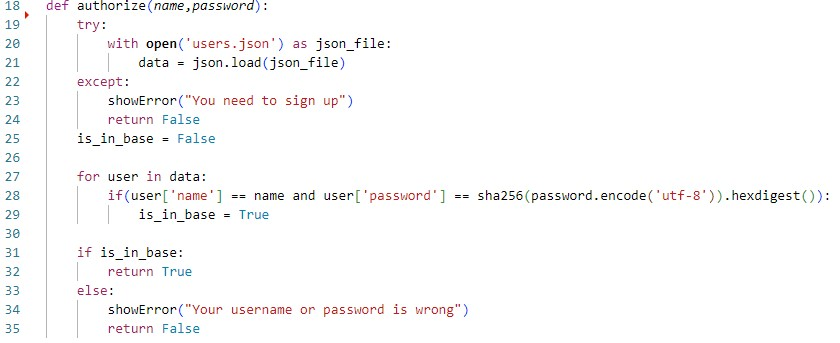 18 def authorize(name,password):
19 try:
20 with open('users.json') as json_file:
21 data = json.load(json_file)
22 except:
23 showError("You need to sign up")
24 return False
25 is_in_base = False
26
27 for user in data:
28 if(user['name'] == name and user['password'] == sha256(password.encode('utf-8')).hexdigest()):
29 is_in_base = True
30
31 if is_in_base:
32 return True
33 else:
34 showError("Your username or password is wrong")
35 return False